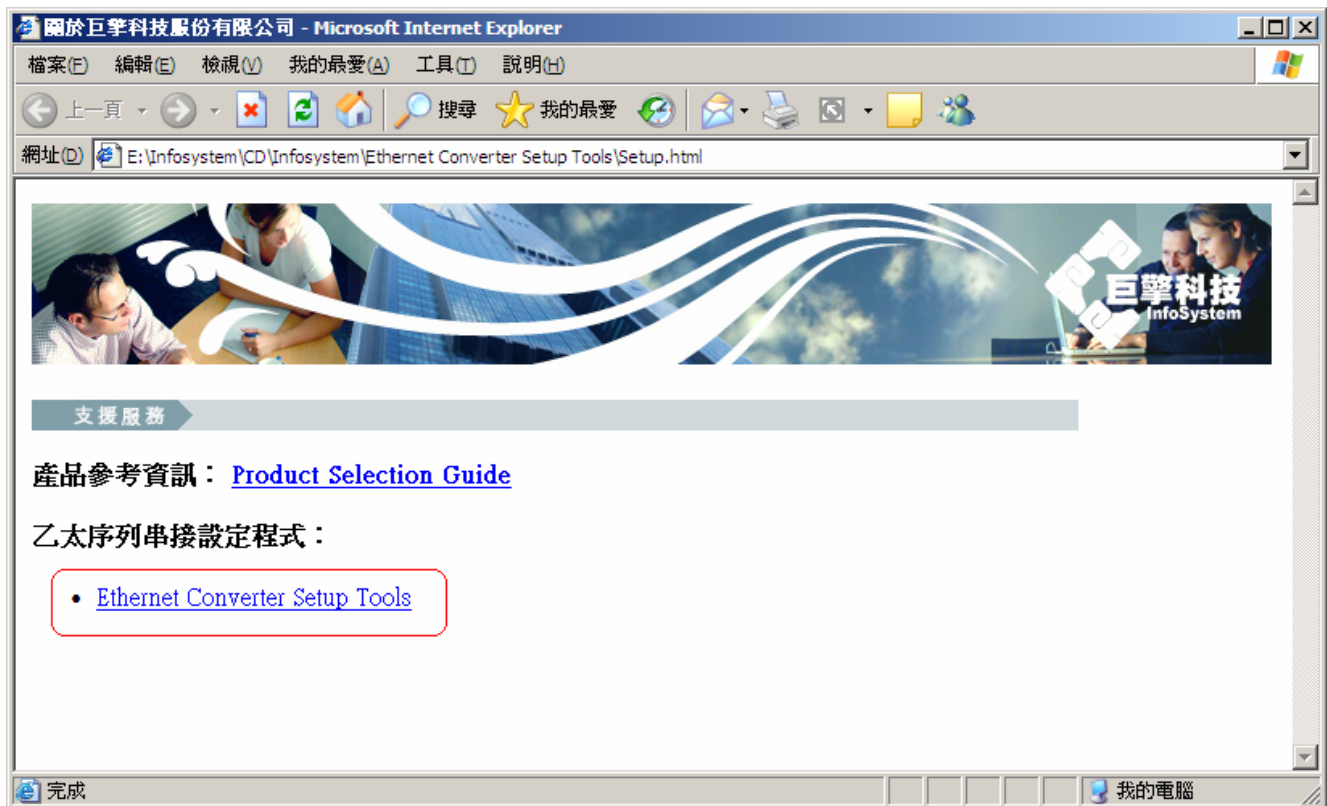 關於巨擎科技股份有限公司 - Microsoft Internet Explorer
檔案(F) 編輯(E) 檢視(V) 我的最愛(A) 工具(T) 說明(H)
上一頁 搜尋 我的最愛
網址(D) E:\Infosystem\CD\Infosystem\Ethernet Converter Setup Tools\Setup.html
巨擎科技
InfoSystem
支援服務
產品參考資訊： Product Selection Guide
乙太序列串接設定程式：
• Ethernet Converter Setup Tools
完成 我的電腦